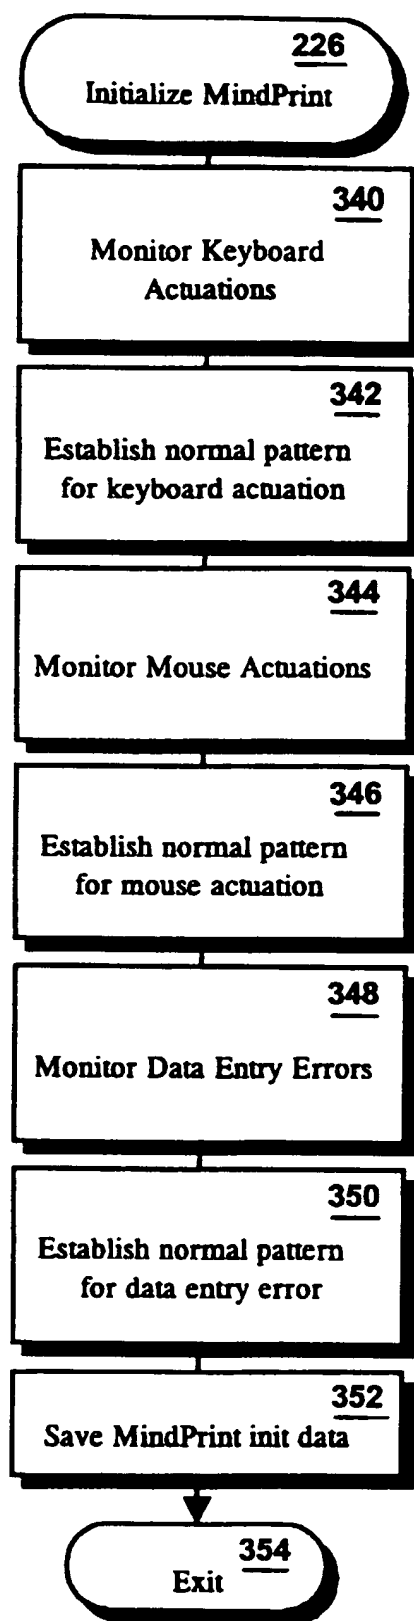 226
Initialize MindPrint
340
Monitor Keyboard
Actuations
342
Establish normal pattern
for keyboard actuation
344
Monitor Mouse Actuations
346
Establish normal pattern
for mouse actuation
348
Monitor Data Entry Errors
350
Establish normal pattern
for data entry error
352
Save MindPrint init data
354
Exit